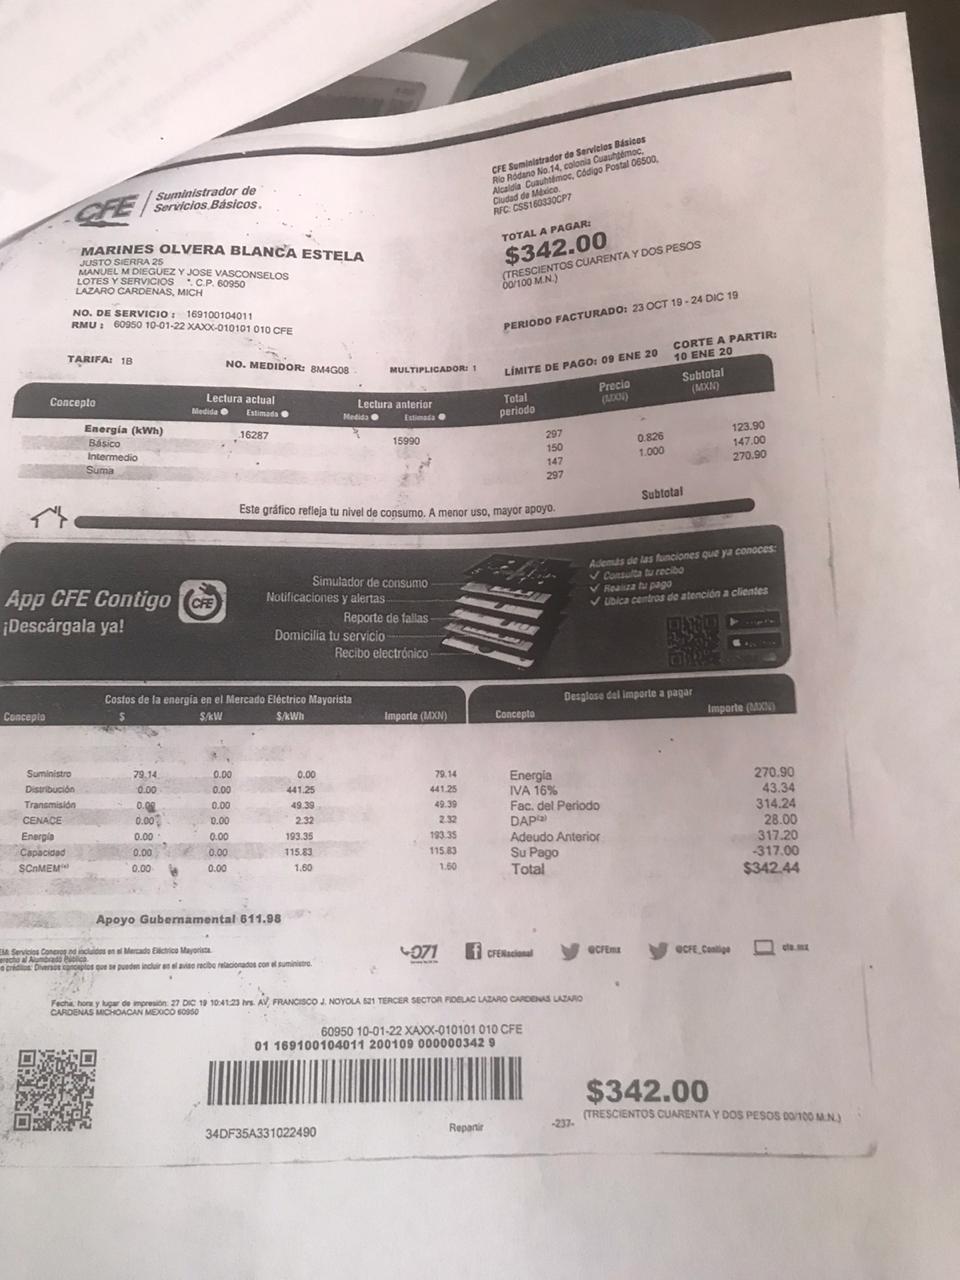 CFE
Suministrador de
Servicios Básicos.
CFE Suministrador de Servicios Básicos
Río Ródano No.14, colonia Cuauhtémoc,
Alcaldía Cuauhtémoc, Código Postal 06500,
Ciudad de México.
RFC: CSS160330CP7
MARINES OLVERA BLANCA ESTELA
JUSTO SIERRA 25
MANUEL M DIEGUEZ Y JOSE VASCONSELOS
LOTES Y SERVICIOS C.P. 60950
LAZARO CARDENAS, MICH
TOTAL A PAGAR:
$342.00
(TRESCIENTOS CUARENTA Y DOS PESOS
00/100 M.N.)
NO. DE SERVICIO : 169100104011
RMU : 60950 10-01-22 XAXX-010101 010 CFE
PERIODO FACTURADO: 23 OCT 19 - 24 DIC 19
TARIFA: 1B NO. MEDIDOR: 8M4G08 MULTIPLICADOR: 1 LÍMITE DE PAGO: 09 ENE 20 CORTE A PARTIR:
10 ENE 20
Concepto Lectura actual Lectura anterior Total periodo Precio (MXN) Subtotal (MXN)
Medida Estimada Medida Estimada
Energía (kWh) 16287 15990 297
Básico 150 0.826 123.90
Intermedio 147 1.000 147.00
Suma 297 270.90
Subtotal
Este gráfico refleja tu nivel de consumo. A menor uso, mayor apoyo.
App CFE Contigo
CFE
¡Descárgala ya!
Simulador de consumo
Notificaciones y alertas
Reporte de fallas
Domicilia tu servicio
Recibo electrónico
Además de las funciones que ya conoces:
✓ Consulta tu recibo
✓ Realiza tu pago
✓ Ubica centros de atención a clientes
Costos de la energía en el Mercado Eléctrico Mayorista
Concepto $ $/kW $/kWh Importe (MXN)
Suministro 79.14 0.00 0.00 79.14
Distribución 0.00 0.00 441.25 441.25
Transmisión 0.00 0.00 49.39 49.39
CENACE 0.00 0.00 2.32 2.32
Energía 0.00 0.00 193.35 193.35
Capacidad 0.00 0.00 115.83 115.83
SCnMEM 0.00 0.00 1.60 1.60
Desglose del importe a pagar
Concepto Importe (MXN)
Energía 270.90
IVA 16% 43.34
Fac. del Periodo 314.24
DAP(2) 28.00
Adeudo Anterior 317.20
Su Pago -317.00
Total $342.44
Apoyo Gubernamental 611.98
EM: Servicios Conexos no incluidos en el Mercado Eléctrico Mayorista.
erecho al Alumbrado Público.
o créditos: Diversos conceptos que se pueden incluir en el aviso recibo relacionados con el suministro.
071 CFENacional @CFEmx @CFE_Contigo cfe.mx
Fecha, hora y lugar de impresión: 27 DIC 19 10:41:23 hrs. AV, FRANCISCO J. NOYOLA 521 TERCER SECTOR FIDELAC LAZARO CARDENAS LAZARO
CARDENAS MICHOACAN MEXICO 60950
60950 10-01-22 XAXX-010101 010 CFE
01 169100104011 200109 000000342 9
$342.00
(TRESCIENTOS CUARENTA Y DOS PESOS 00/100 M.N.)
34DF35A331022490
Repartir
-237-